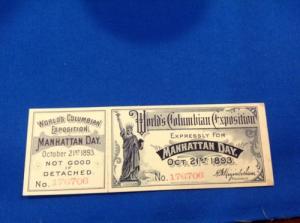 WORLD'S COLUMBIAN
EXPOSITION
MANHATTAN DAY.
October 21st 1893.
NOT GOOD
IF
DETACHED.
No. 176706
World's Columbian Exposition
EXPRESSLY FOR
MANHATTAN DAY.
OCT. 21ST 1893.
No. 176706